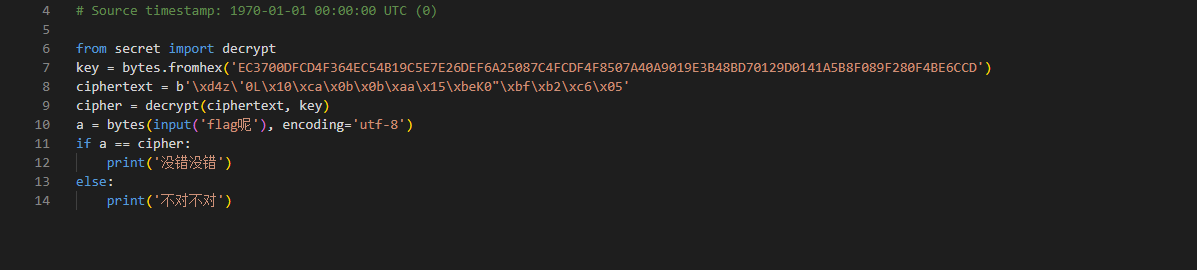 4 # Source timestamp: 1970-01-01 00:00:00 UTC (0)
5
6 from secret import decrypt
7 key = bytes.fromhex('EC3700DFCD4F364EC54B19C5E7E26DEF6A25087C4FCDF4F8507A40A9019E3B48BD70129D0141A5B8F089F280F4BE6CCD')
8 ciphertext = b'\xd4z\'0L\x10\xca\x0b\x0b\xaa\x15\xbeK0"\xbf\xb2\xc6\x05'
9 cipher = decrypt(ciphertext, key)
10 a = bytes(input('flag呢'), encoding='utf-8')
11 if a == cipher:
12     print('没错没错')
13 else:
14     print('不对不对')